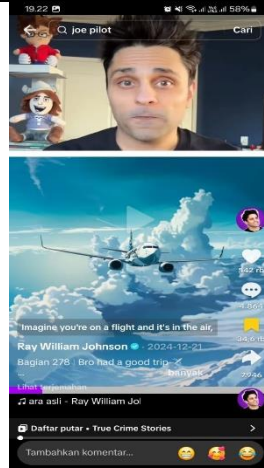 19.22
58%
joe pilot
Cari
Imagine you're on a flight and it's in the air,
Ray William Johnson · 2024-12-21
Bagian 278 | Bro had a good trip
... banyak
Lihat terjemahan
ara asli - Ray William Jo
Daftar putar • True Crime Stories
Tambahkan komentar...